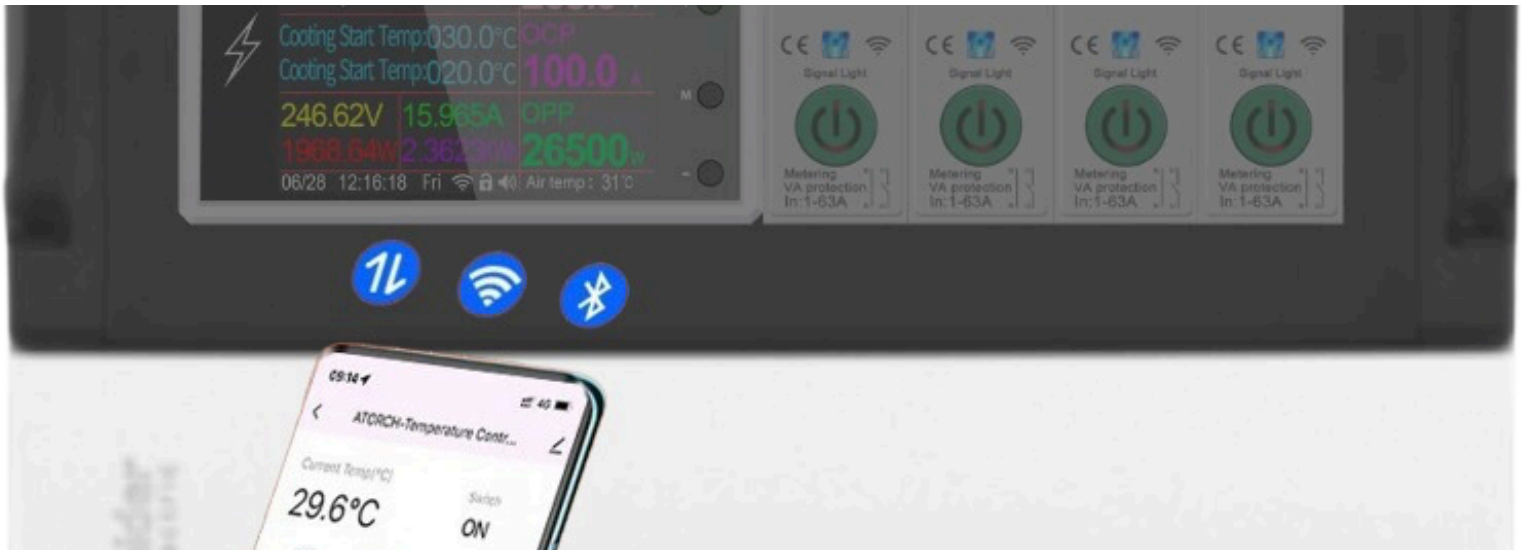 Cooting Start Temp:030.0°C OCP
Cooting Start Temp:020.0°C 100.0 A
246.62V 15.965A OPP
1968.64W 26500W
06/28 12:16:18 Fri Air temp: 31°C
M
-
CE
Signal Light
Metering
VA protection
In:1-63A
CE
Signal Light
Metering
VA protection
In:1-63A
CE
Signal Light
Metering
VA protection
In:1-63A
CE
Signal Light
Metering
VA protection
In:1-63A
09:14
4G
ATORCH-Temperature Contr...
Current Temp(°C)
29.6°C
Switch
ON